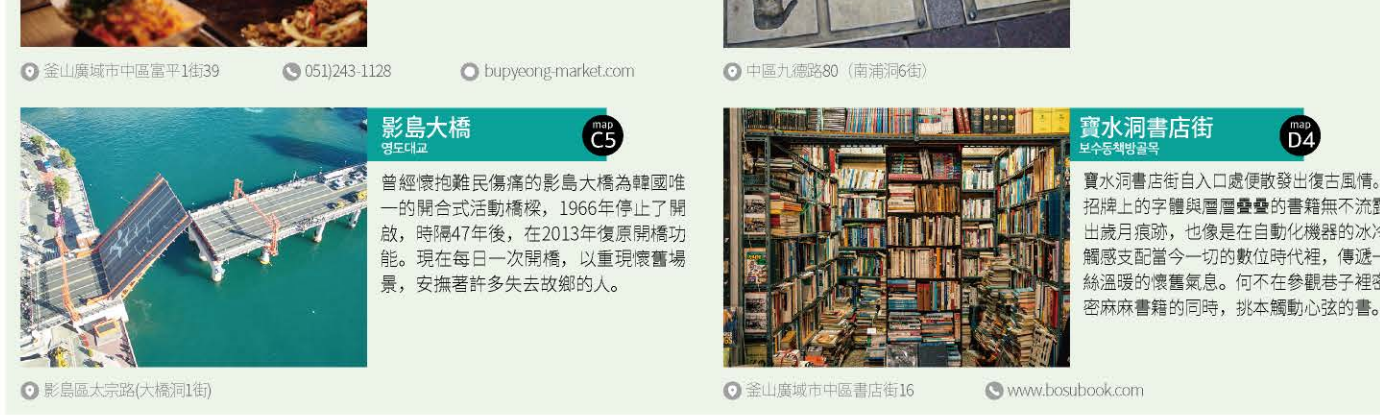 釜山廣域市中區富平1街39
051)243-1128
bupyeong-market.com
中區九德路80（南浦洞6街）
影島大橋
영도대교
map
C5
曾經懷抱難民傷痛的影島大橋為韓國唯
一的開合式活動橋樑，1966年停止了開
啟，時隔47年後，在2013年復原開橋功
能。現在每日一次開橋，以重現懷舊場
景，安撫著許多失去故鄉的人。
影島區太宗路(大橋洞1街)
寶水洞書店街
보수동책방골목
map
D4
寶水洞書店街自入口處便散發出復古風情。
招牌上的字體與層層疊疊的書籍無不流露
出歲月痕跡，也像是在自動化機器的冰冷
觸感支配當今一切的數位時代裡，傳遞一
絲溫暖的懷舊氣息。何不在參觀巷子裡密
密麻麻書籍的同時，挑本觸動心弦的書。
釜山廣域市中區書店街16
www.bosubook.com